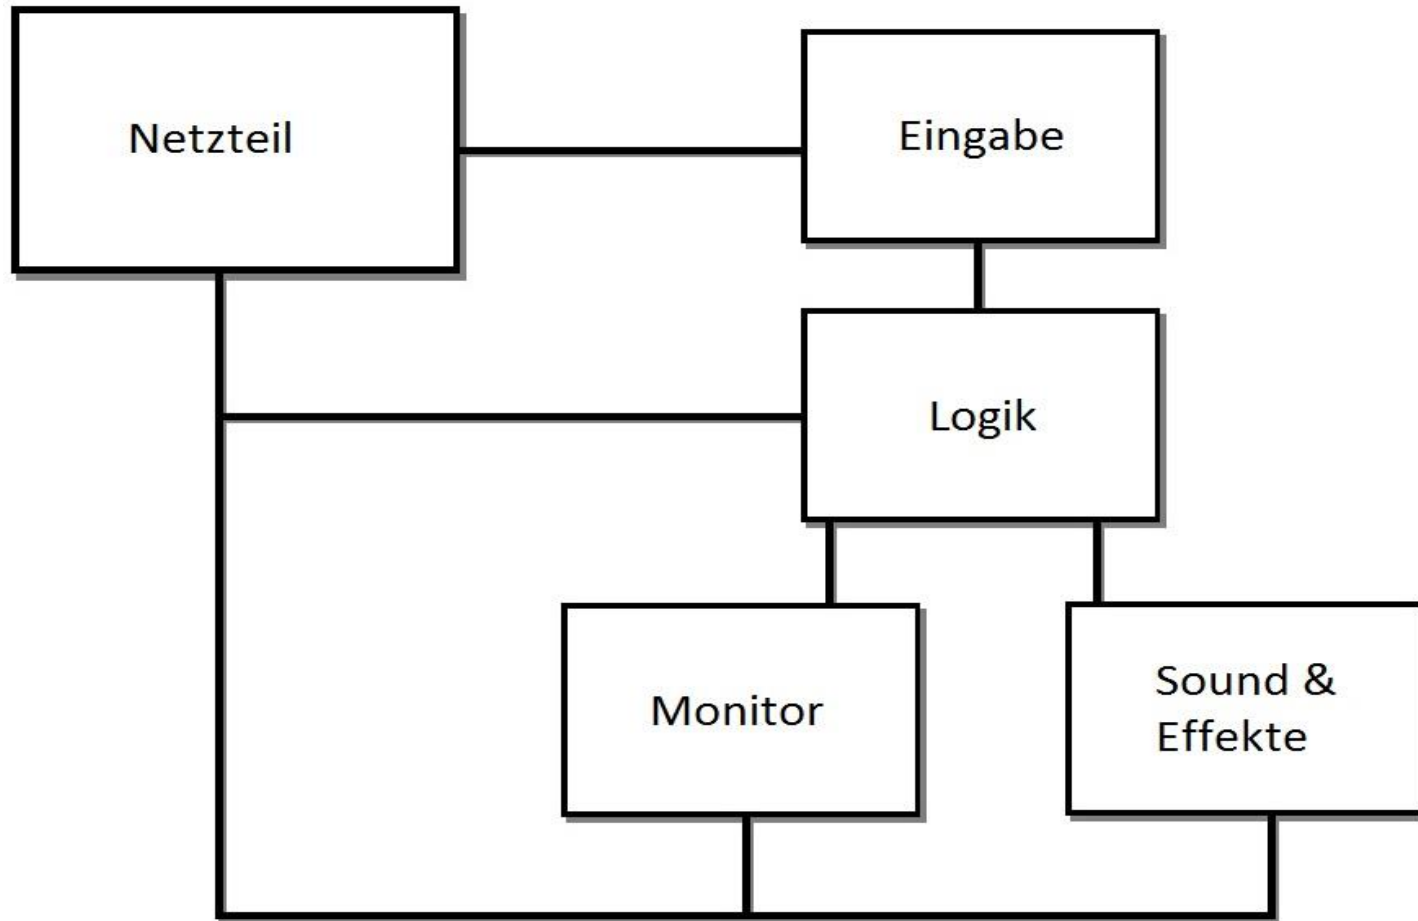 Netzteil
Eingabe
Logik
Monitor
Sound &
Effekte